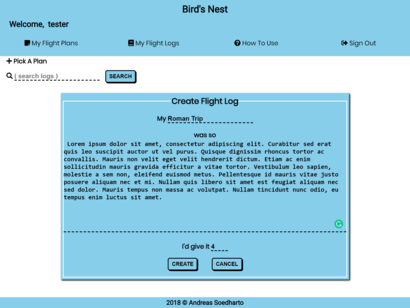 Bird's Nest
Welcome, tester
My Flight Plans
My Flight Logs
How To Use
Sign Out
Pick A Plan
( search logs )
SEARCH
Create Flight Log
My Roman Trip
was so
Lorem ipsum dolor sit amet, consectetur adipiscing elit. Curabitur sed erat
quis leo suscipit auctor ut vel purus. Quisque dignissim rhoncus tortor ac
convallis. Mauris non velit eget velit hendrerit dictum. Etiam ac enim
sollicitudin mauris gravida efficitur a vitae tortor. Vestibulum leo sapien,
molestie a sem non, eleifend euismod metus. Pellentesque id mauris vitae justo
posuere aliquam nec et mi. Nullam quis libero sit amet est feugiat aliquam nec
sed dolor. Mauris tempus non massa ac volutpat. Nullam tincidunt nunc odio, eu
tempus enim luctus sit amet.
I'd give it 4
CREATE
CANCEL
2018 © Andreas Soedharto